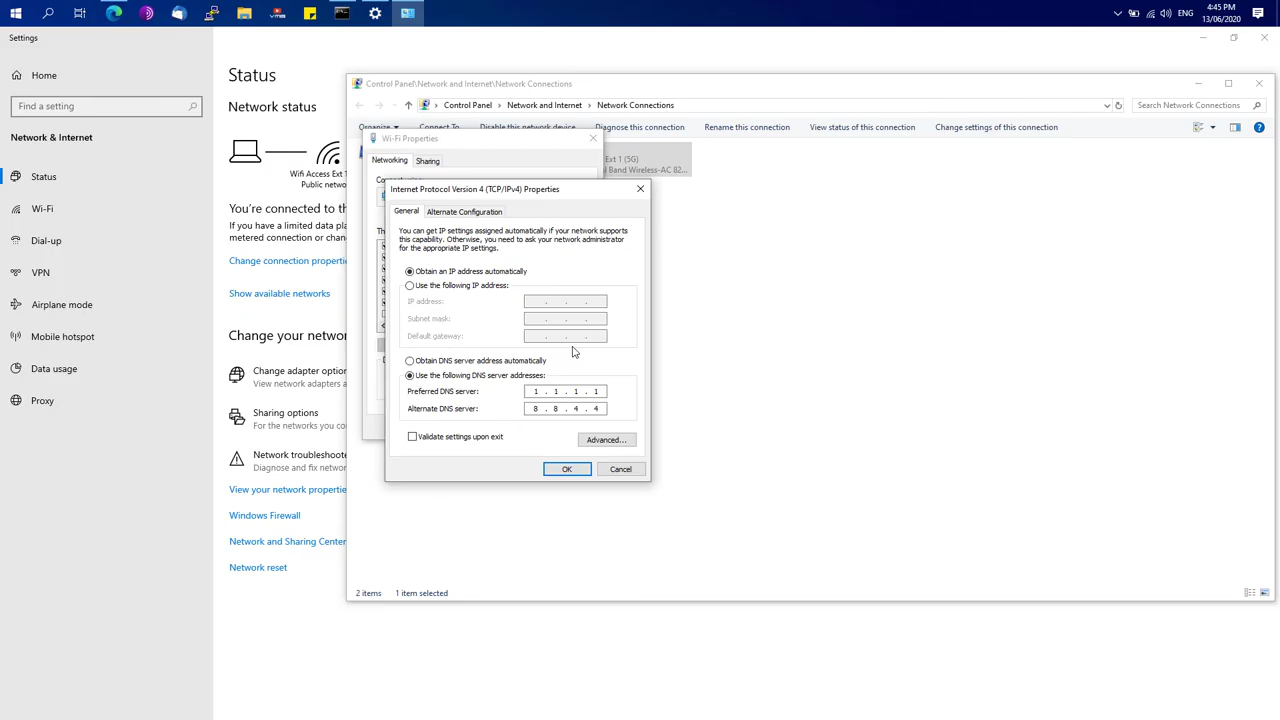 4:45 PM
ENG
13/06/2020
Settings
Home
Find a setting
Network & Internet
Status
Wi-Fi
Dial-up
VPN
Airplane mode
Mobile hotspot
Data usage
Proxy
Status
Network status
Wifi Access Ext 1
Public network
You're connected to th
If you have a limited data pla
metered connection or chang
Change connection properti
Show available networks
Change your networ
Change adapter option
View network adapters a
Sharing options
For the networks you co
Network troubleshoote
Diagnose and fix network
View your network propertie
Windows Firewall
Network and Sharing Center
Network reset
Control Panel\Network and Internet\Network Connections
Control Panel > Network and Internet > Network Connections
Search Network Connections
Organize
Connect To
Disable this network device
Diagnose this connection
Rename this connection
View status of this connection
Change settings of this connection
Ext 1 (5G)
l Band Wireless-AC 82...
Wi-Fi Properties
Networking
Sharing
Internet Protocol Version 4 (TCP/IPv4) Properties
General
Alternate Configuration
You can get IP settings assigned automatically if your network supports
this capability. Otherwise, you need to ask your network administrator
for the appropriate IP settings.
Obtain an IP address automatically
Use the following IP address:
IP address:
. . .
Subnet mask:
. . .
Default gateway:
. . .
Obtain DNS server address automatically
Use the following DNS server addresses:
Preferred DNS server:
1 . 1 . 1 . 1
Alternate DNS server:
8 . 8 . 4 . 4
Validate settings upon exit
Advanced...
OK
Cancel
2 items
1 item selected